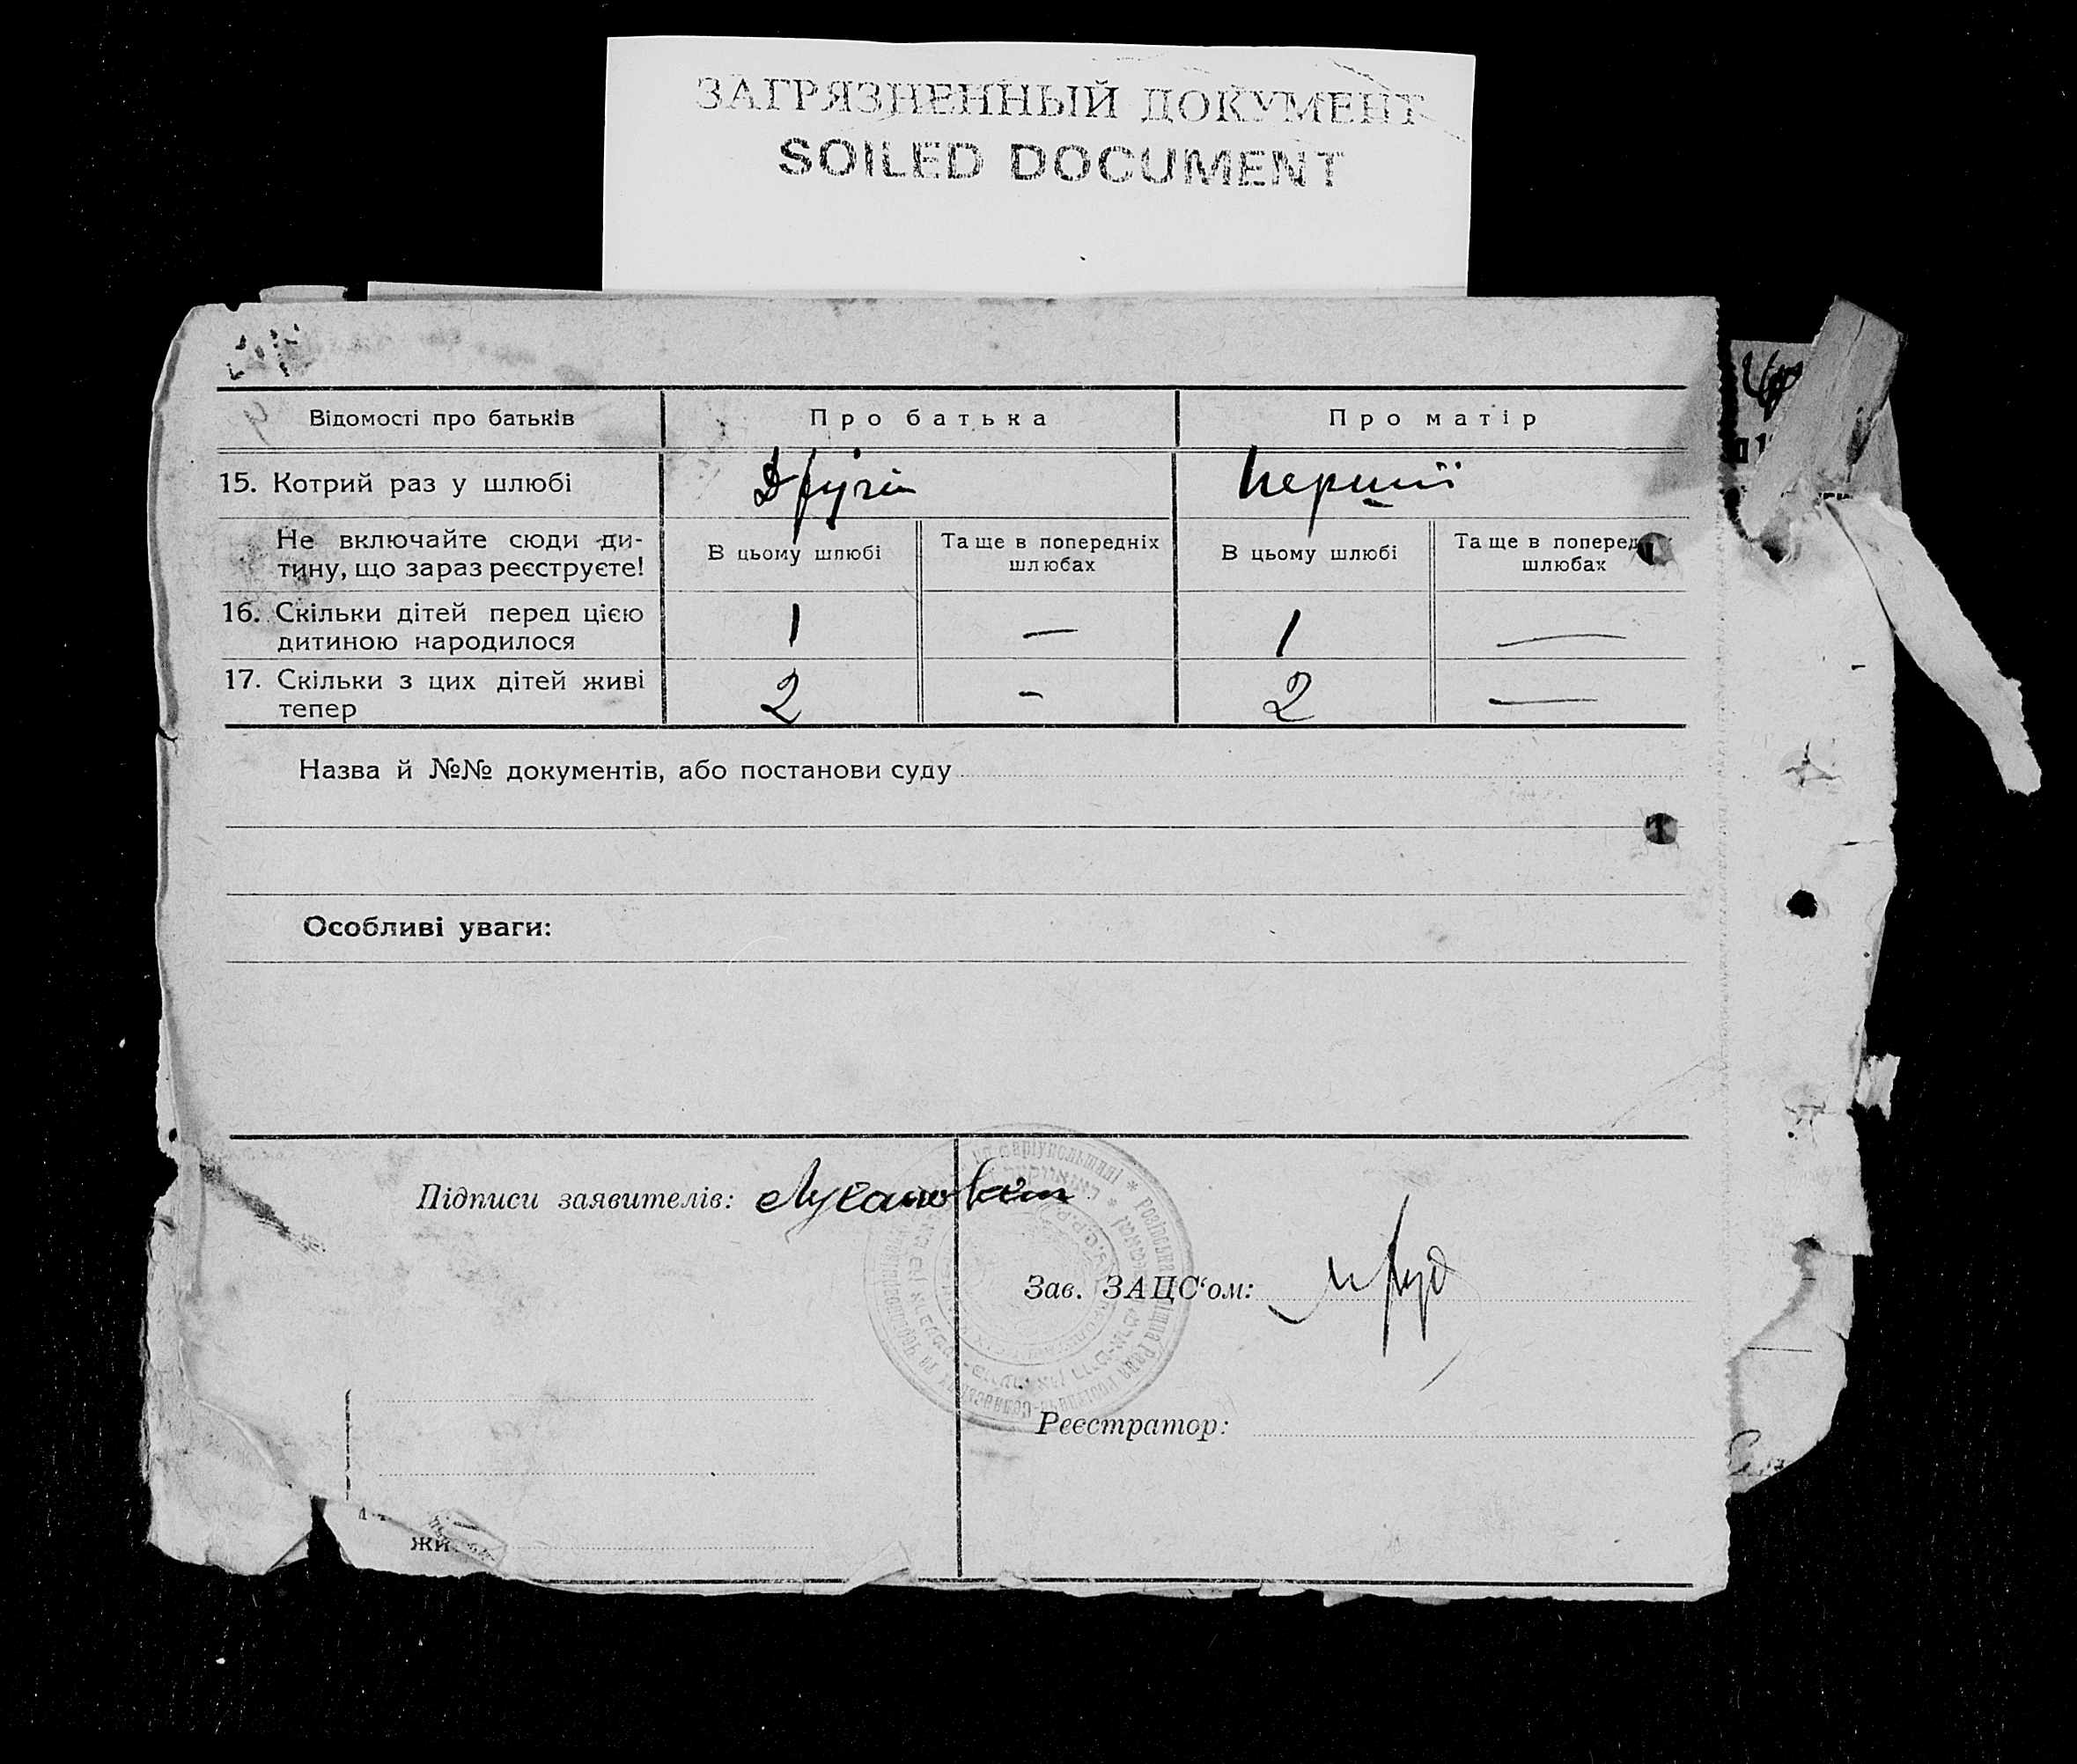 ЗАГРЯЗНЕННЫЙ ДОКУМЕНТ
SOILED DOCUMENT
Відомості про батьків
Про батька
Про матір
15. Котрий раз у шлюбі
Другій
Першиї
Не включайте сюди ди-
тину, що зараз реєструєте!
В цьому шлюбі
Та ще в попередніх
шлюбах
В цьому шлюбі
Та ще в поперед
шлюбах
16. Скільки дітей перед цією
дитиною народилося
1
—
1
—
17. Скільки з цих дітей живі
тепер
2
-
2
—
Назва й №№ документів, або постанови суду
Особливі уваги:
Підписи заявителів:
Зав. ЗАЦС‘ом:
Реєстратор:
жи